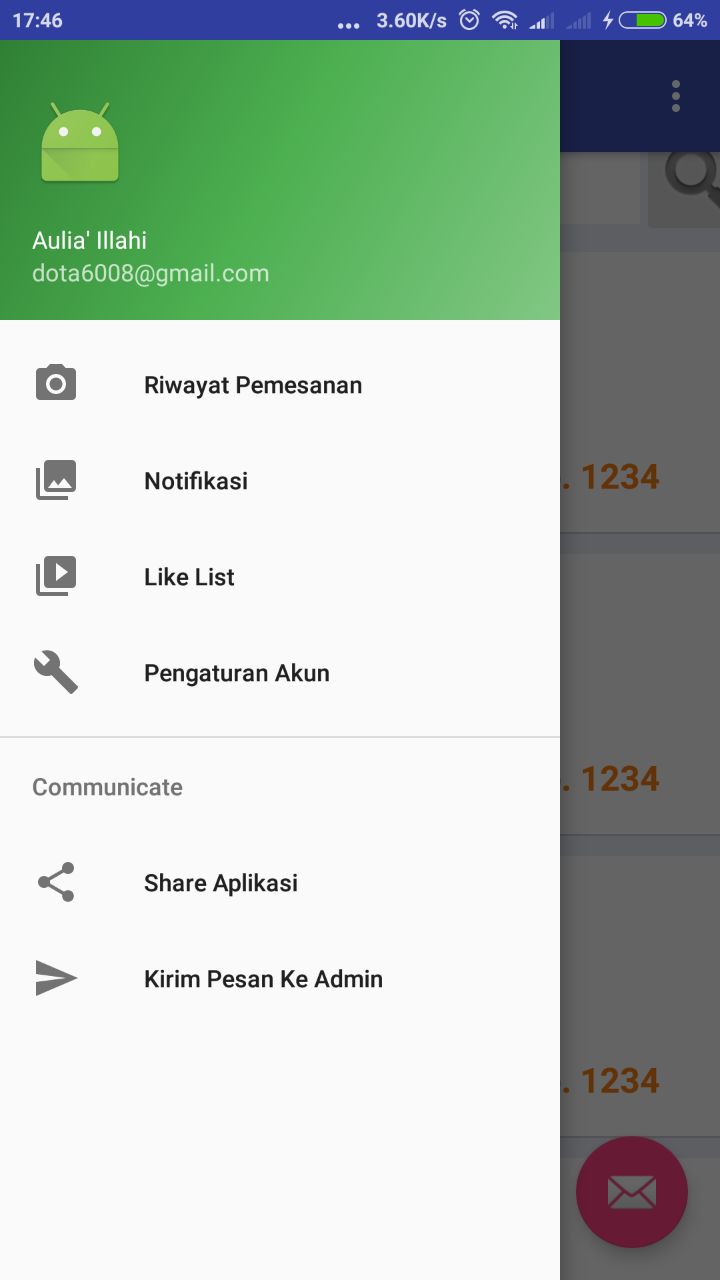 17:46 ... 3.60K/s 64%
Aulia' Illahi
dota6008@gmail.com
Riwayat Pemesanan
Notifikasi
. 1234
Like List
Pengaturan Akun
. 1234
Communicate
Share Aplikasi
Kirim Pesan Ke Admin
. 1234